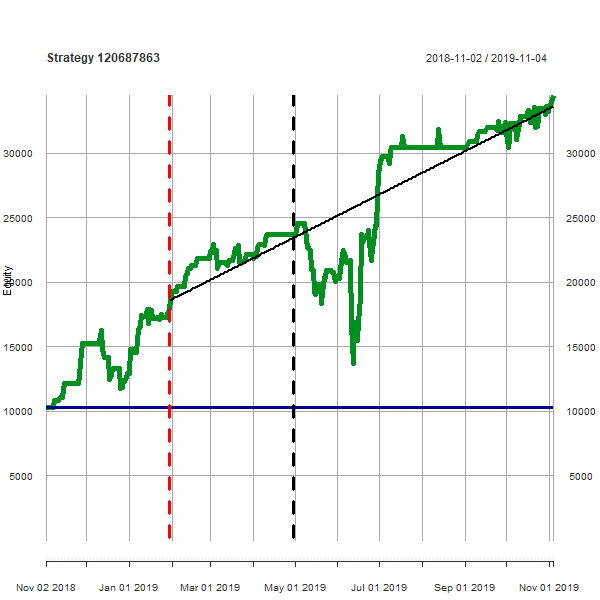 Strategy 120687863
2018-11-02 / 2019-11-04
30000
30000
25000
25000
Equity
20000
20000
15000
15000
10000
10000
5000
5000
Nov 02 2018
Jan 01 2019
Mar 01 2019
May 01 2019
Jul 01 2019
Sep 01 2019
Nov 01 2019